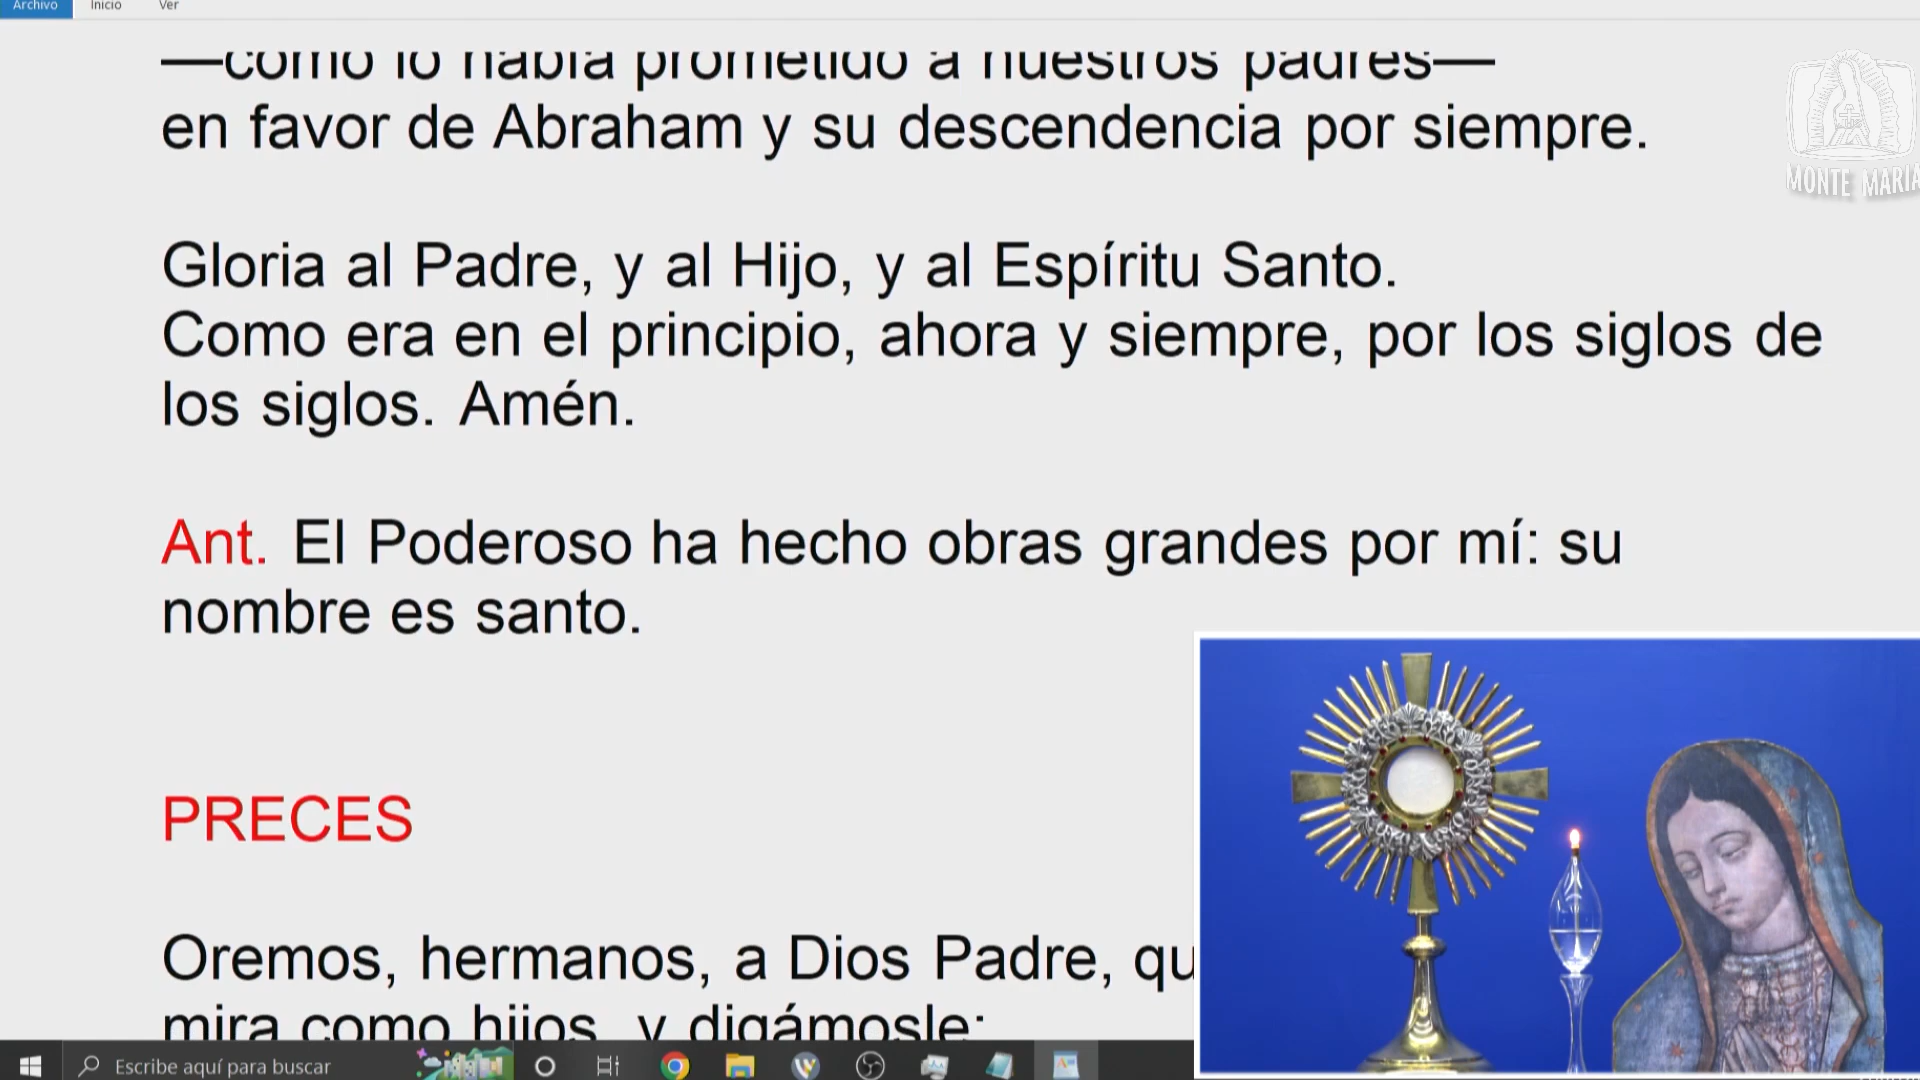 Archivo Inicio Ver
—como lo había prometido a nuestros padres—
en favor de Abraham y su descendencia por siempre.
MONTE MARÍA
Gloria al Padre, y al Hijo, y al Espíritu Santo.
Como era en el principio, ahora y siempre, por los siglos de
los siglos. Amén.
Ant. El Poderoso ha hecho obras grandes por mí: su
nombre es santo.
PRECES
Oremos, hermanos, a Dios Padre, qu
mira como hijos, y digámosle:
Escribe aquí para buscar